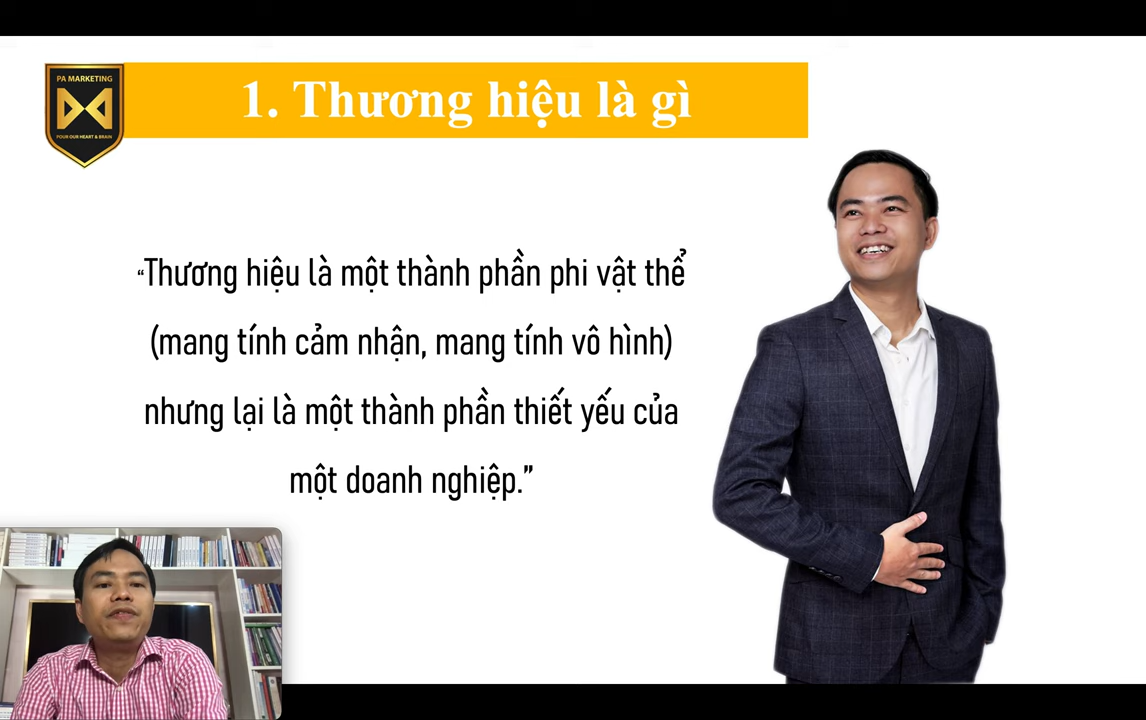 PA MARKETING
POUR OUR HEART & BRAIN
1. Thương hiệu là gì
“Thương hiệu là một thành phần phi vật thể
(mang tính cảm nhận, mang tính vô hình)
nhưng lại là một thành phần thiết yếu của
một doanh nghiệp.”